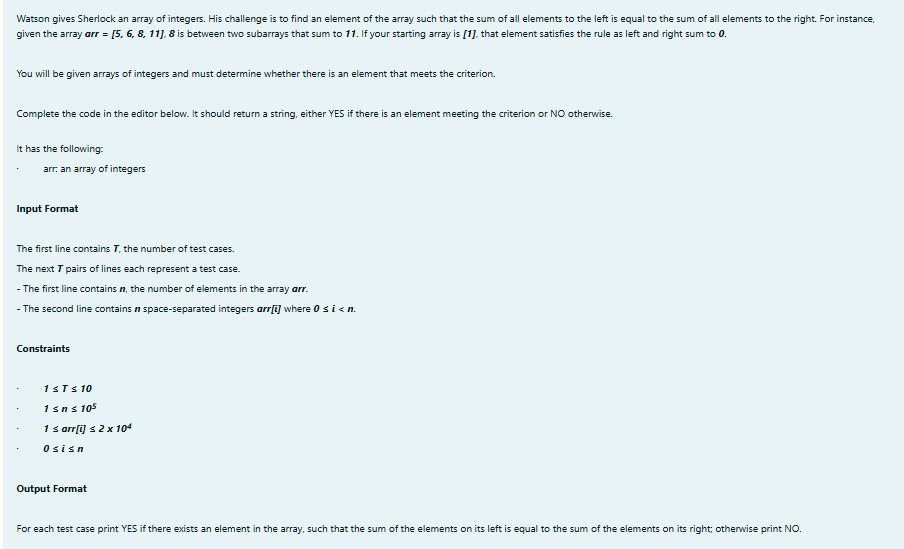 Watson gives Sherlock an array of integers. His challenge is to find an element of the array such that the sum of all elements to the left is equal to the sum of all elements to the right. For instance,
given the array arr = [5, 6, 8, 11], 8 is between two subarrays that sum to 11. If your starting array is [1], that element satisfies the rule as left and right sum to 0.
You will be given arrays of integers and must determine whether there is an element that meets the criterion.
Complete the code in the editor below. It should return a string, either YES if there is an element meeting the criterion or NO otherwise.
It has the following:
· arr: an array of integers
Input Format
The first line contains T, the number of test cases.
The next T pairs of lines each represent a test case.
- The first line contains n, the number of elements in the array arr.
- The second line contains n space-separated integers arr[i] where 0 ≤ i < n.
Constraints
· 1 ≤ T ≤ 10
· 1 ≤ n ≤ 10⁵
· 1 ≤ arr[i] ≤ 2 x 10⁴
· 0 ≤ i ≤ n
Output Format
For each test case print YES if there exists an element in the array, such that the sum of the elements on its left is equal to the sum of the elements on its right; otherwise print NO.